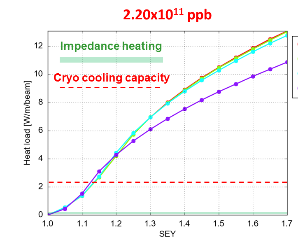 2.20x10¹¹ ppb
Impedance heating
Cryo cooling capacity
Heat load [W/m/beam]
12
10
8
6
4
2
0
1.0 1.1 1.2 1.3 1.4 1.5 1.6 1.7
SEY